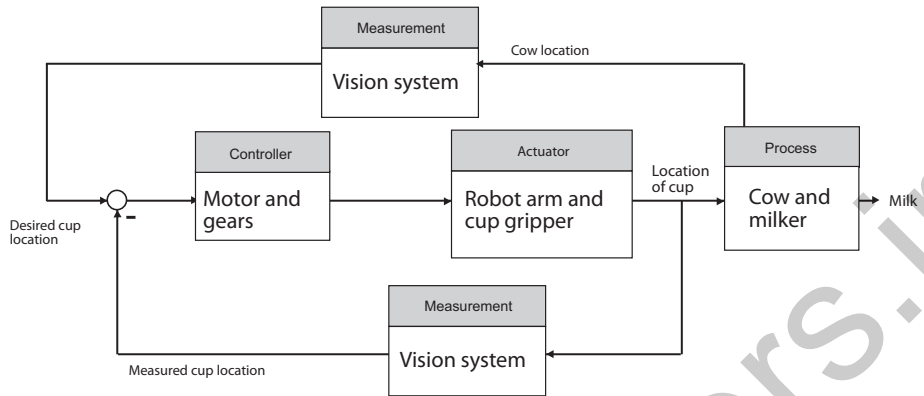 Measurement
Cow location
Vision system
Controller
Actuator
Process
Location
of cup
Motor and
gears
Robot arm and
cup gripper
Cow and
milker
Milk
-
Desired cup
location
Measurement
Vision system
Measured cup location